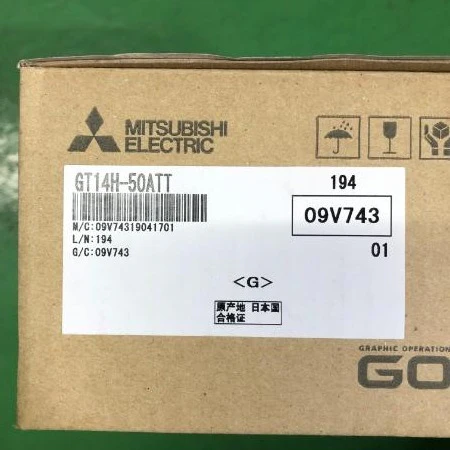 MITSUBISHI
ELECTRIC
GT14H-50ATT
194
M/C:09V74319041701
09V743
L/N:194
G/C:09V743
01
<G>
原产地 日本国
合格证
GRAPHIC OPERATION
GO